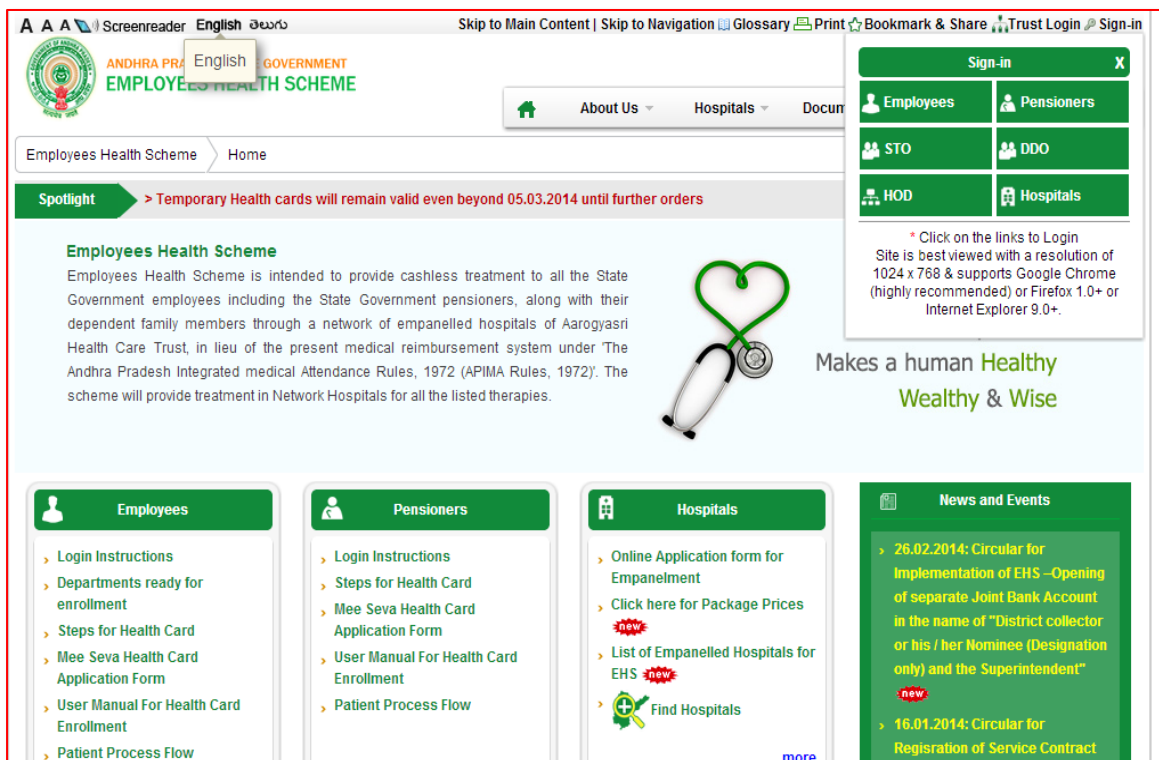 A A A Screenreader English తెలుగు
Skip to Main Content | Skip to Navigation Glossary Print Bookmark & Share Trust Login Sign-in
English
ANDHRA PRA GOVERNMENT
EMPLOYEES HEALTH SCHEME
About Us Hospitals Docum
Sign-in X
Employees Pensioners
STO DDO
HOD Hospitals
* Click on the links to Login
Site is best viewed with a resolution of
1024 x 768 & supports Google Chrome
(highly recommended) or Firefox 1.0+ or
Internet Explorer 9.0+.
Employees Health Scheme Home
Spotlight > Temporary Health cards will remain valid even beyond 05.03.2014 until further orders
Employees Health Scheme
Employees Health Scheme is intended to provide cashless treatment to all the State
Government employees including the State Government pensioners, along with their
dependent family members through a network of empanelled hospitals of Aarogyasri
Health Care Trust, in lieu of the present medical reimbursement system under 'The
Andhra Pradesh Integrated medical Attendance Rules, 1972 (APIMA Rules, 1972)'. The
scheme will provide treatment in Network Hospitals for all the listed therapies.
Makes a human Healthy
Wealthy & Wise
Employees
Login Instructions
Departments ready for
enrollment
Steps for Health Card
Mee Seva Health Card
Application Form
User Manual For Health Card
Enrollment
Patient Process Flow
Pensioners
Login Instructions
Steps for Health Card
Mee Seva Health Card
Application Form
User Manual For Health Card
Enrollment
Patient Process Flow
Hospitals
Online Application form for
Empanelment
Click here for Package Prices
new
List of Empanelled Hospitals for
EHS new
Find Hospitals
more
News and Events
26.02.2014: Circular for
Implementation of EHS –Opening
of separate Joint Bank Account
in the name of "District collector
or his / her Nominee (Designation
only) and the Superintendent"
new
16.01.2014: Circular for
Regisration of Service Contract